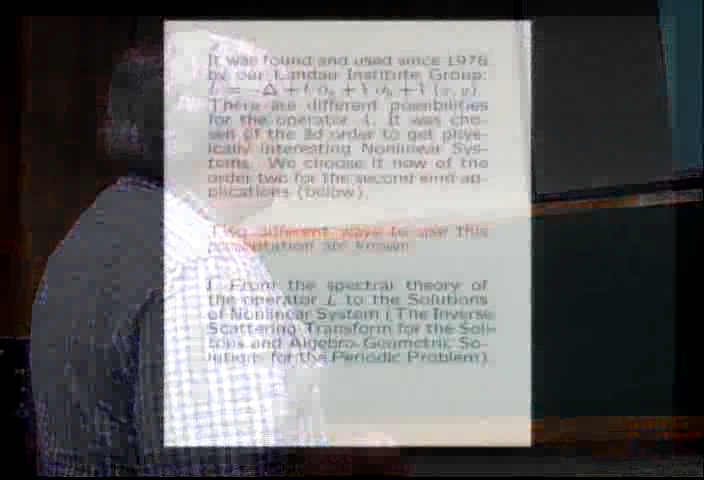 It was found and used since 1976
by our Landau Institute Group:
L = −Δ +
There are different possibilities
for the operator L. It was cho-
sen of the 3d order to get phys-
ically interesting Nonlinear Sys-
tems. We choose it now of the
order two for the second kind ap-
plications (below).
Two different ways to use this
presentation are known
I. From the spectral theory of
the operator L to the Solutions
of Nonlinear System (The Inverse
Scattering Transform for the Soli-
tons and Algebro-Geometric So-
lutions for the Periodic Problem)